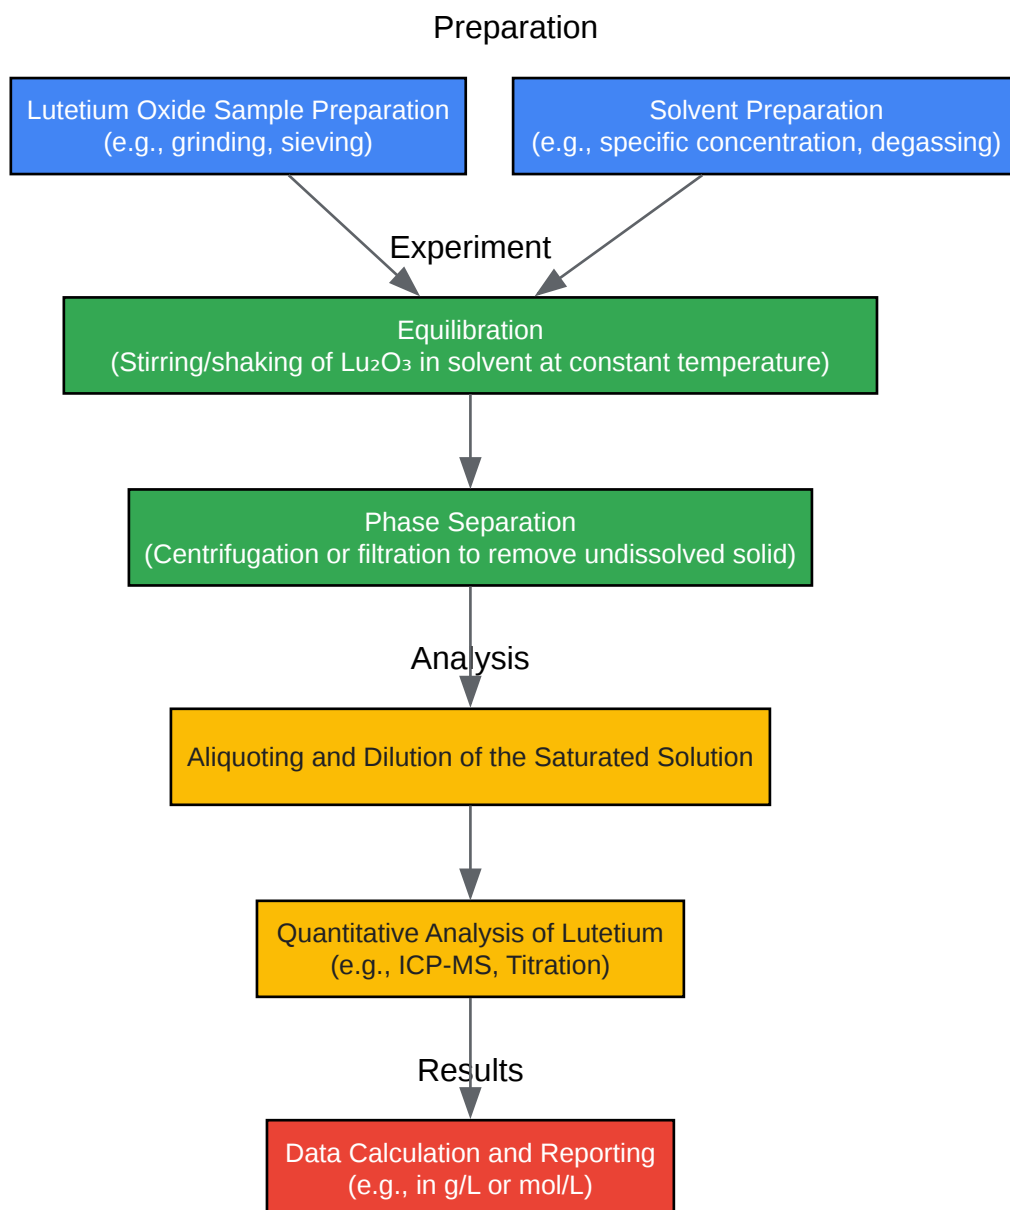 Preparation
Lutetium Oxide Sample Preparation
(e.g., grinding, sieving)
Solvent Preparation
(e.g., specific concentration, degassing)
Experiment
Equilibration
(Stirring/shaking of Lu₂O₃ in solvent at constant temperature)
Phase Separation
(Centrifugation or filtration to remove undissolved solid)
Analysis
Aliquoting and Dilution of the Saturated Solution
Quantitative Analysis of Lutetium
(e.g., ICP-MS, Titration)
Results
Data Calculation and Reporting
(e.g., in g/L or mol/L)